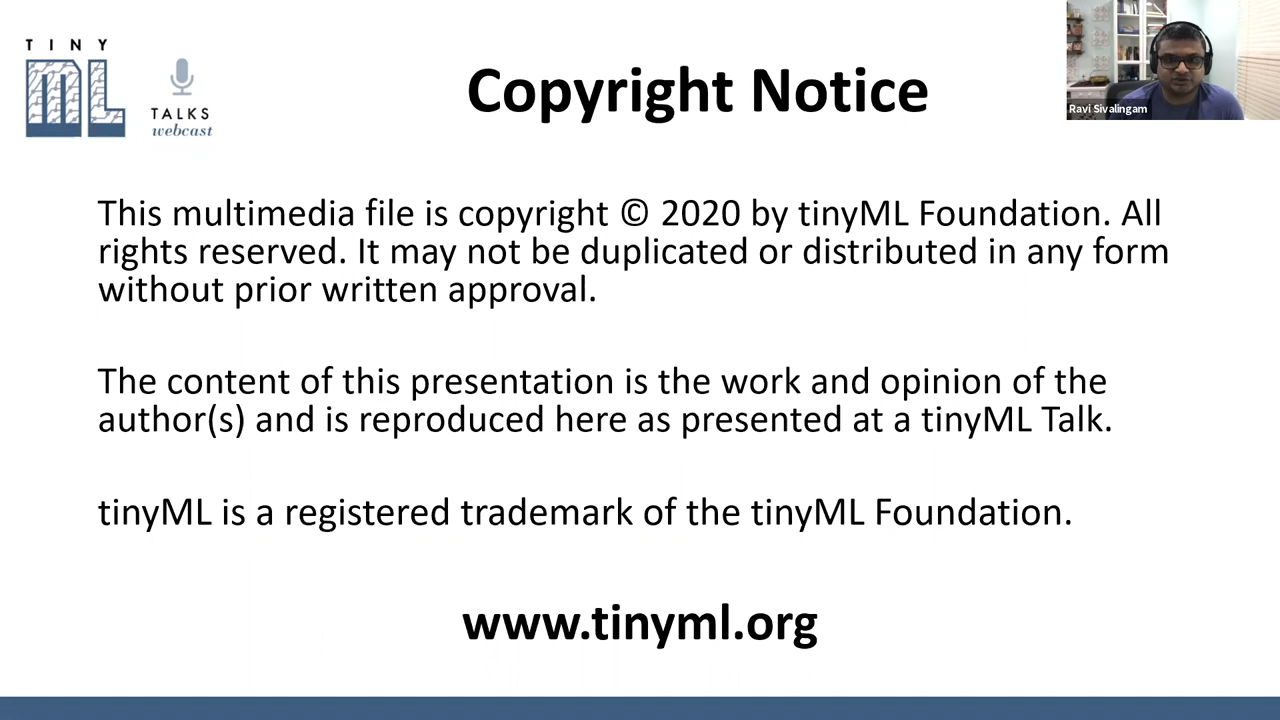 TINY
ML
TALKS
webcast
Copyright Notice
Ravi Sivalingam
This multimedia file is copyright © 2020 by tinyML Foundation. All
rights reserved. It may not be duplicated or distributed in any form
without prior written approval.
The content of this presentation is the work and opinion of the
author(s) and is reproduced here as presented at a tinyML Talk.
tinyML is a registered trademark of the tinyML Foundation.
www.tinyml.org